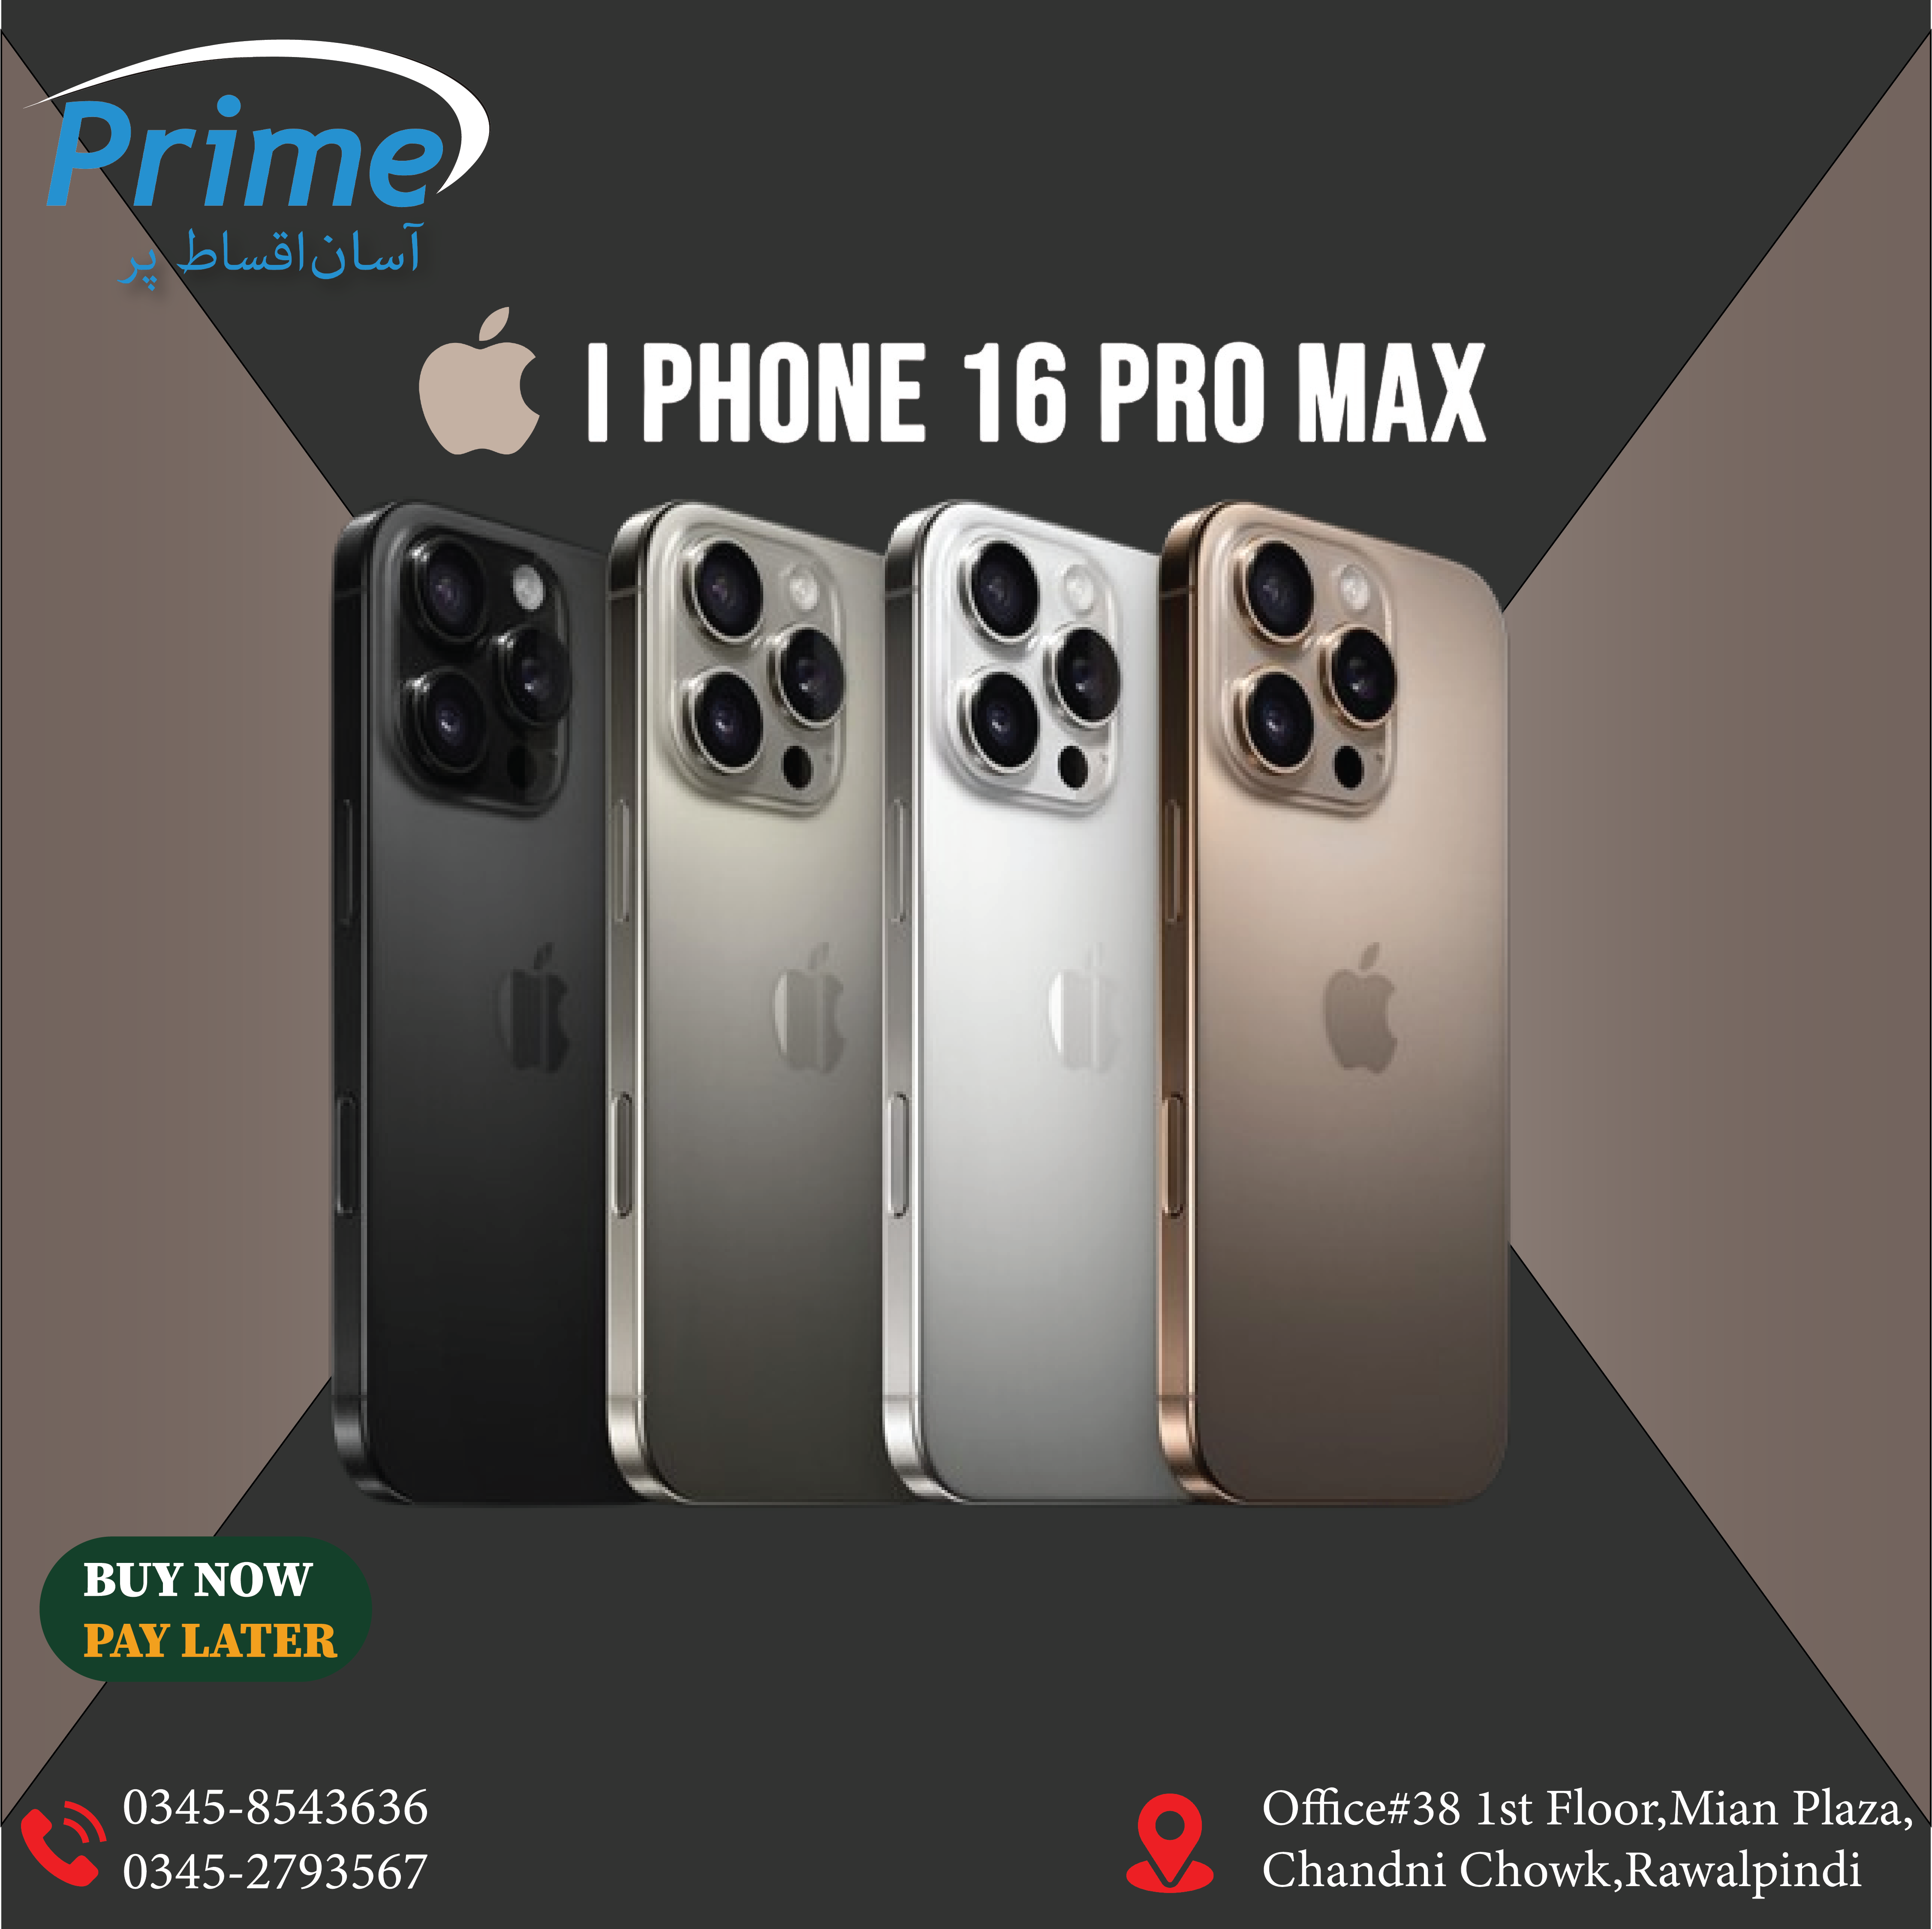 Prime
آسان اقساط پر
I PHONE 16 PRO MAX
BUY NOW
PAY LATER
0345-8543636
0345-2793567
Office#38 1st Floor,Mian Plaza,
Chandni Chowk,Rawalpindi